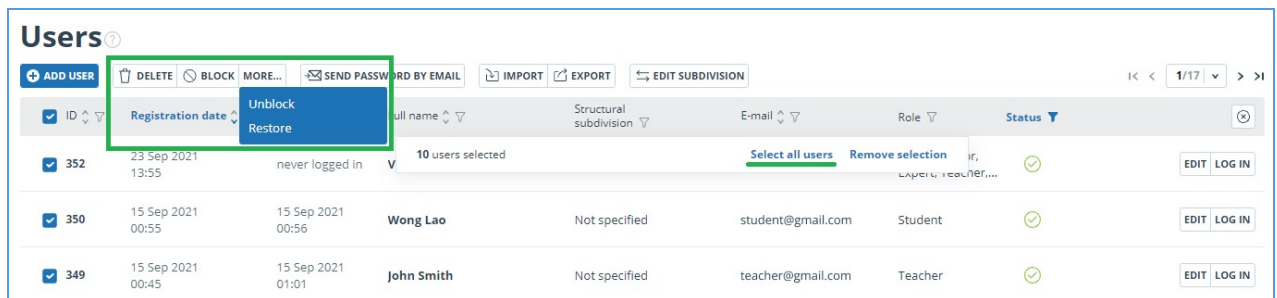 Users
ADD USER DELETE BLOCK MORE... SEND PASSWORD BY EMAIL IMPORT EXPORT EDIT SUBDIVISION 1/17
ID Registration date Unblock Restore full name Structural subdivision E-mail Role Status
352 23 Sep 2021 13:55 never logged in V 10 users selected Select all users Remove selection r, Expert, Teacher,... EDIT LOG IN
350 15 Sep 2021 00:55 15 Sep 2021 00:56 Wong Lao Not specified student@gmail.com Student EDIT LOG IN
349 15 Sep 2021 00:45 15 Sep 2021 01:01 John Smith Not specified teacher@gmail.com Teacher EDIT LOG IN